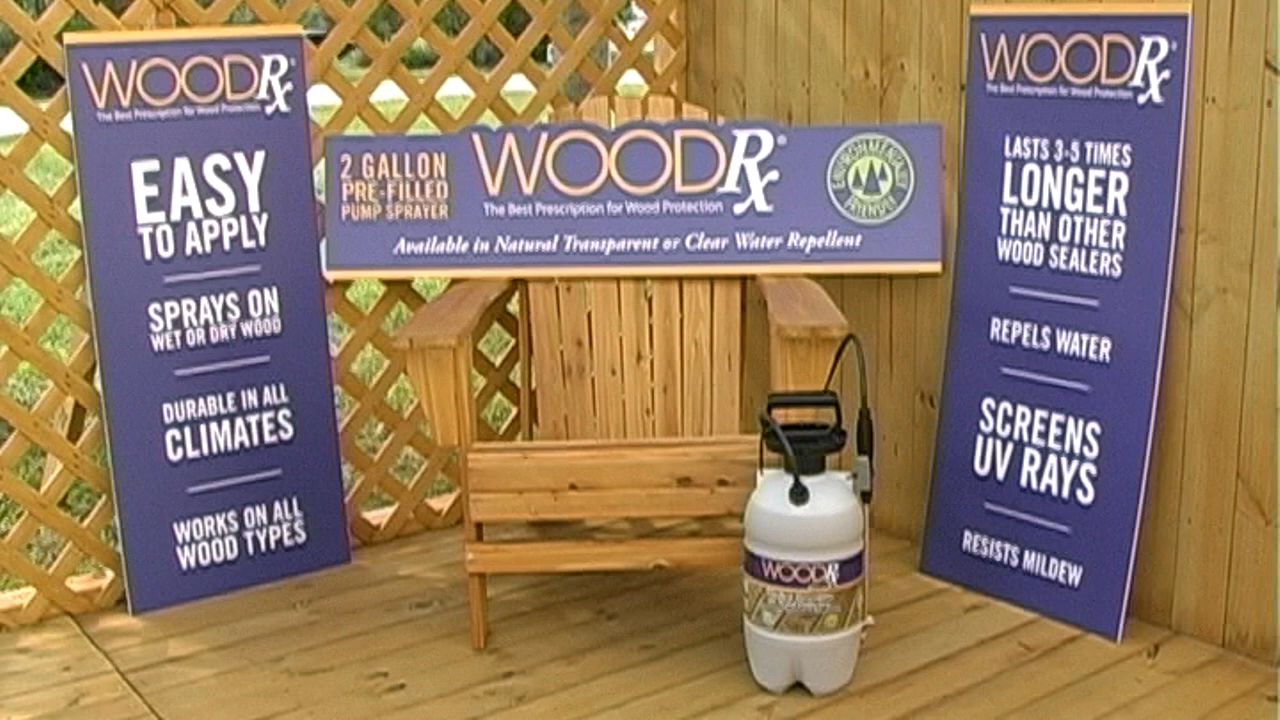 WOODRx®
The Best Prescription for Wood Protection
EASY
TO APPLY
SPRAYS ON
WET OR DRY WOOD
DURABLE IN ALL
CLIMATES
WORKS ON ALL
WOOD TYPES
2 GALLON
PRE-FILLED
PUMP SPRAYER
WOODRx®
The Best Prescription for Wood Protection
Available in Natural Transparent or Clear Water Repellent
ENVIRONMENTALLY
FRIENDLY
WOODRx®
The Best Prescription for Wood Protection
LASTS 3-5 TIMES
LONGER
THAN OTHER
WOOD SEALERS
REPELS WATER
SCREENS
UV RAYS
RESISTS MILDEW
WOODRx